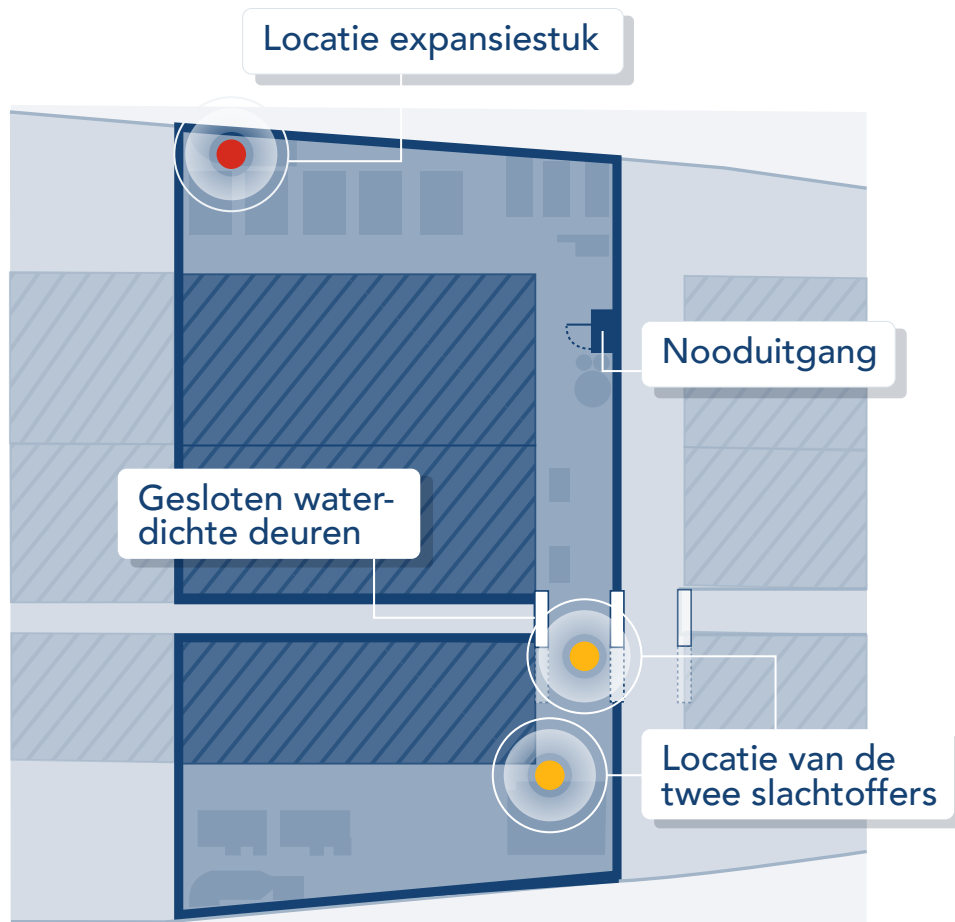 Locatie expansiestuk
Nooduitgang
Gesloten water-
dichte deuren
Locatie van de
twee slachtoffers